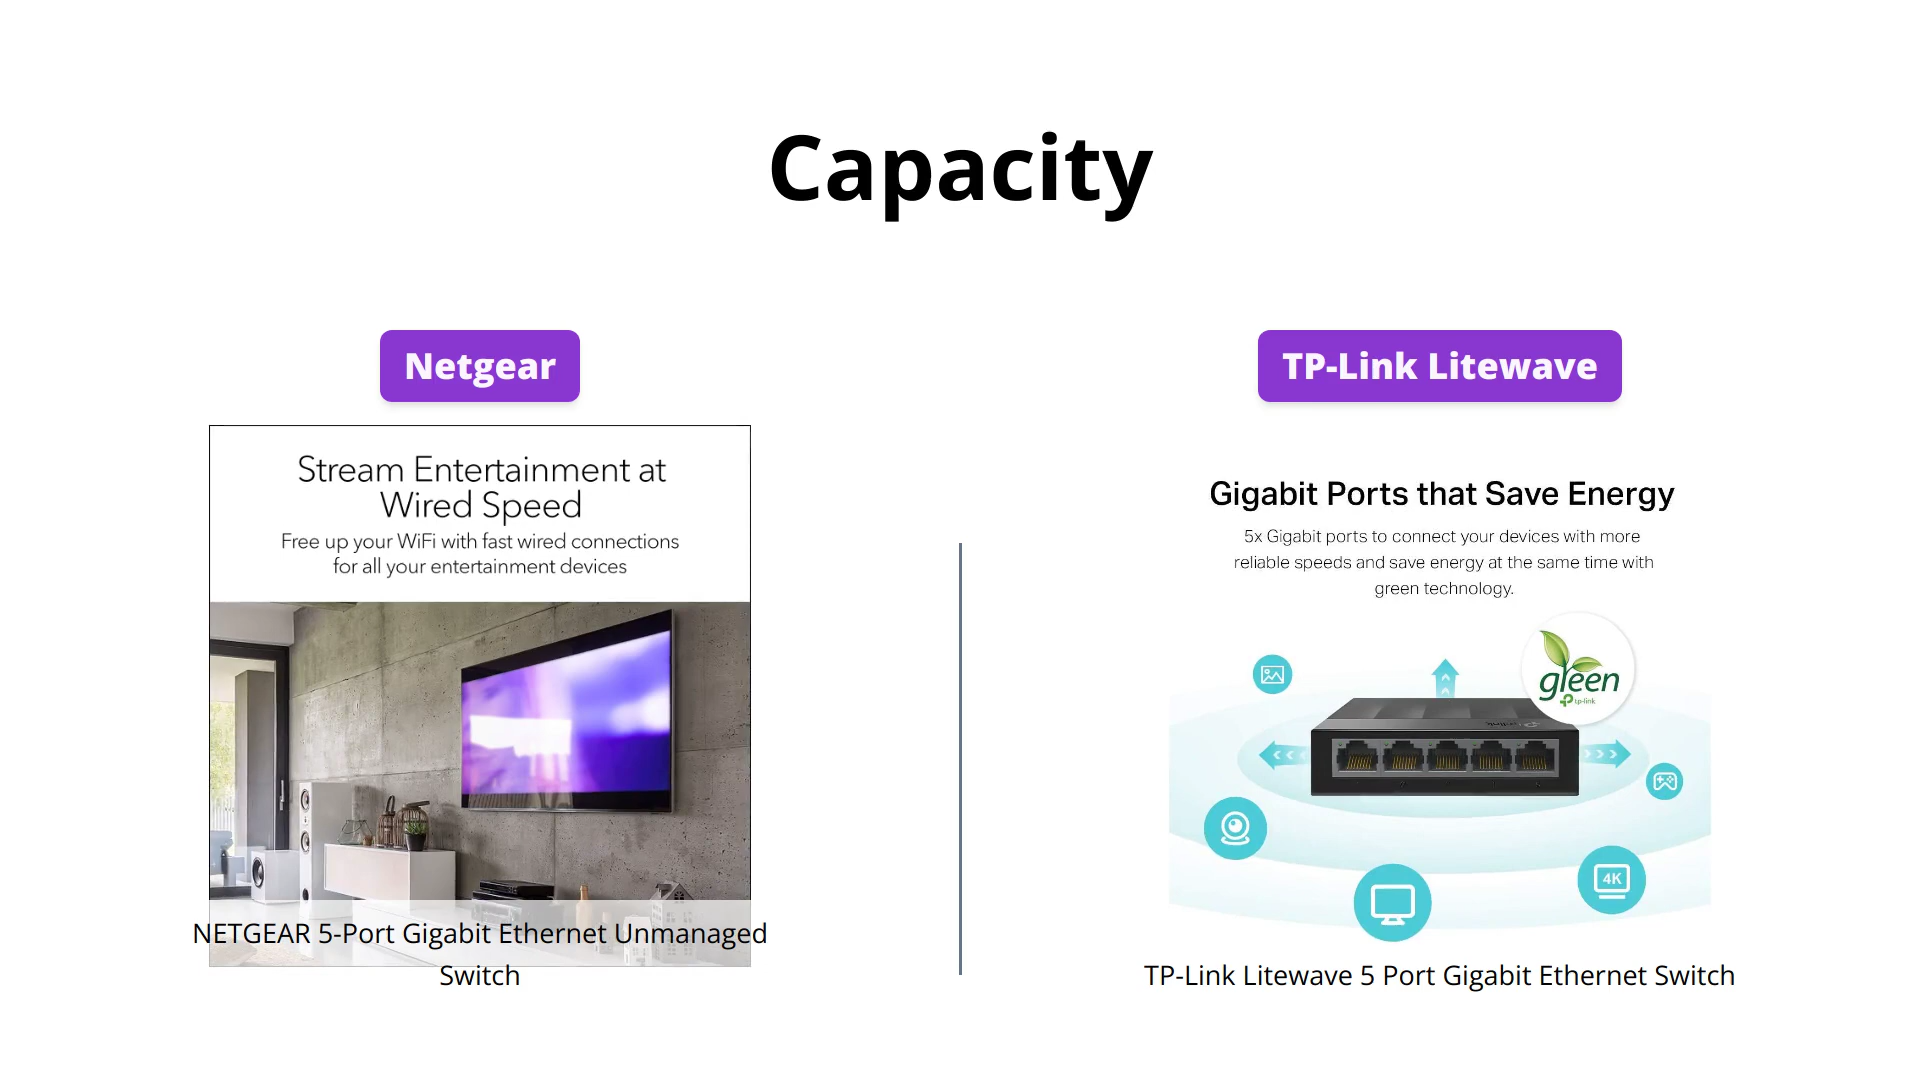 Capacity
Netgear
Stream Entertainment at
Wired Speed
Free up your WiFi with fast wired connections
for all your entertainment devices
NETGEAR 5-Port Gigabit Ethernet Unmanaged
Switch
TP-Link Litewave
Gigabit Ports that Save Energy
5x Gigabit ports to connect your devices with more
reliable speeds and save energy at the same time with
green technology.
green
tp-link
4K
TP-Link Litewave 5 Port Gigabit Ethernet Switch